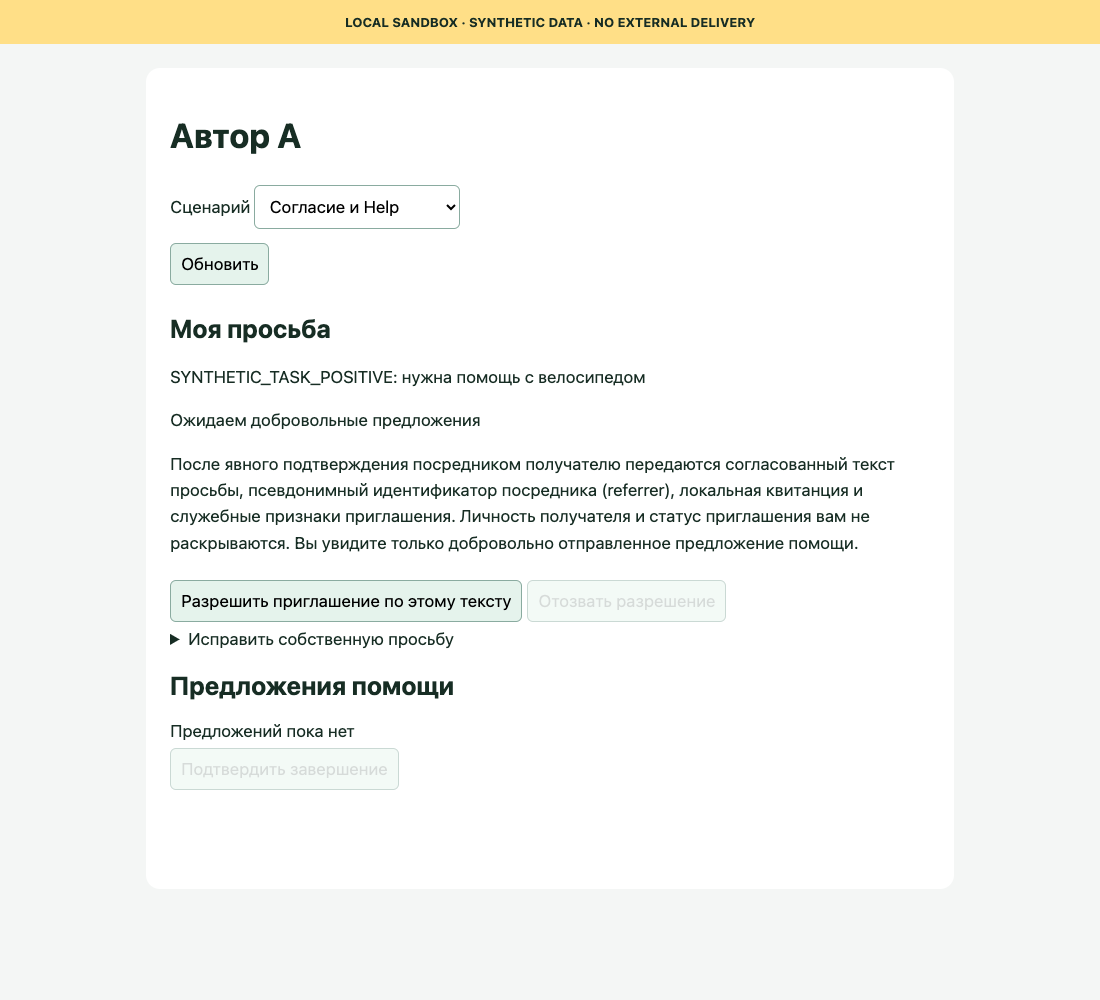 LOCAL SANDBOX · SYNTHETIC DATA · NO EXTERNAL DELIVERY
Автор А
Сценарий Согласие и Help
Обновить
Моя просьба
SYNTHETIC_TASK_POSITIVE: нужна помощь с велосипедом
Ожидаем добровольные предложения
После явного подтверждения посредником получателю передаются согласованный текст
просьбы, псевдонимный идентификатор посредника (referrer), локальная квитанция и
служебные признаки приглашения. Личность получателя и статус приглашения вам не
раскрываются. Вы увидите только добровольно отправленное предложение помощи.
Разрешить приглашение по этому тексту Отозвать разрешение
Исправить собственную просьбу
Предложения помощи
Предложений пока нет
Подтвердить завершение